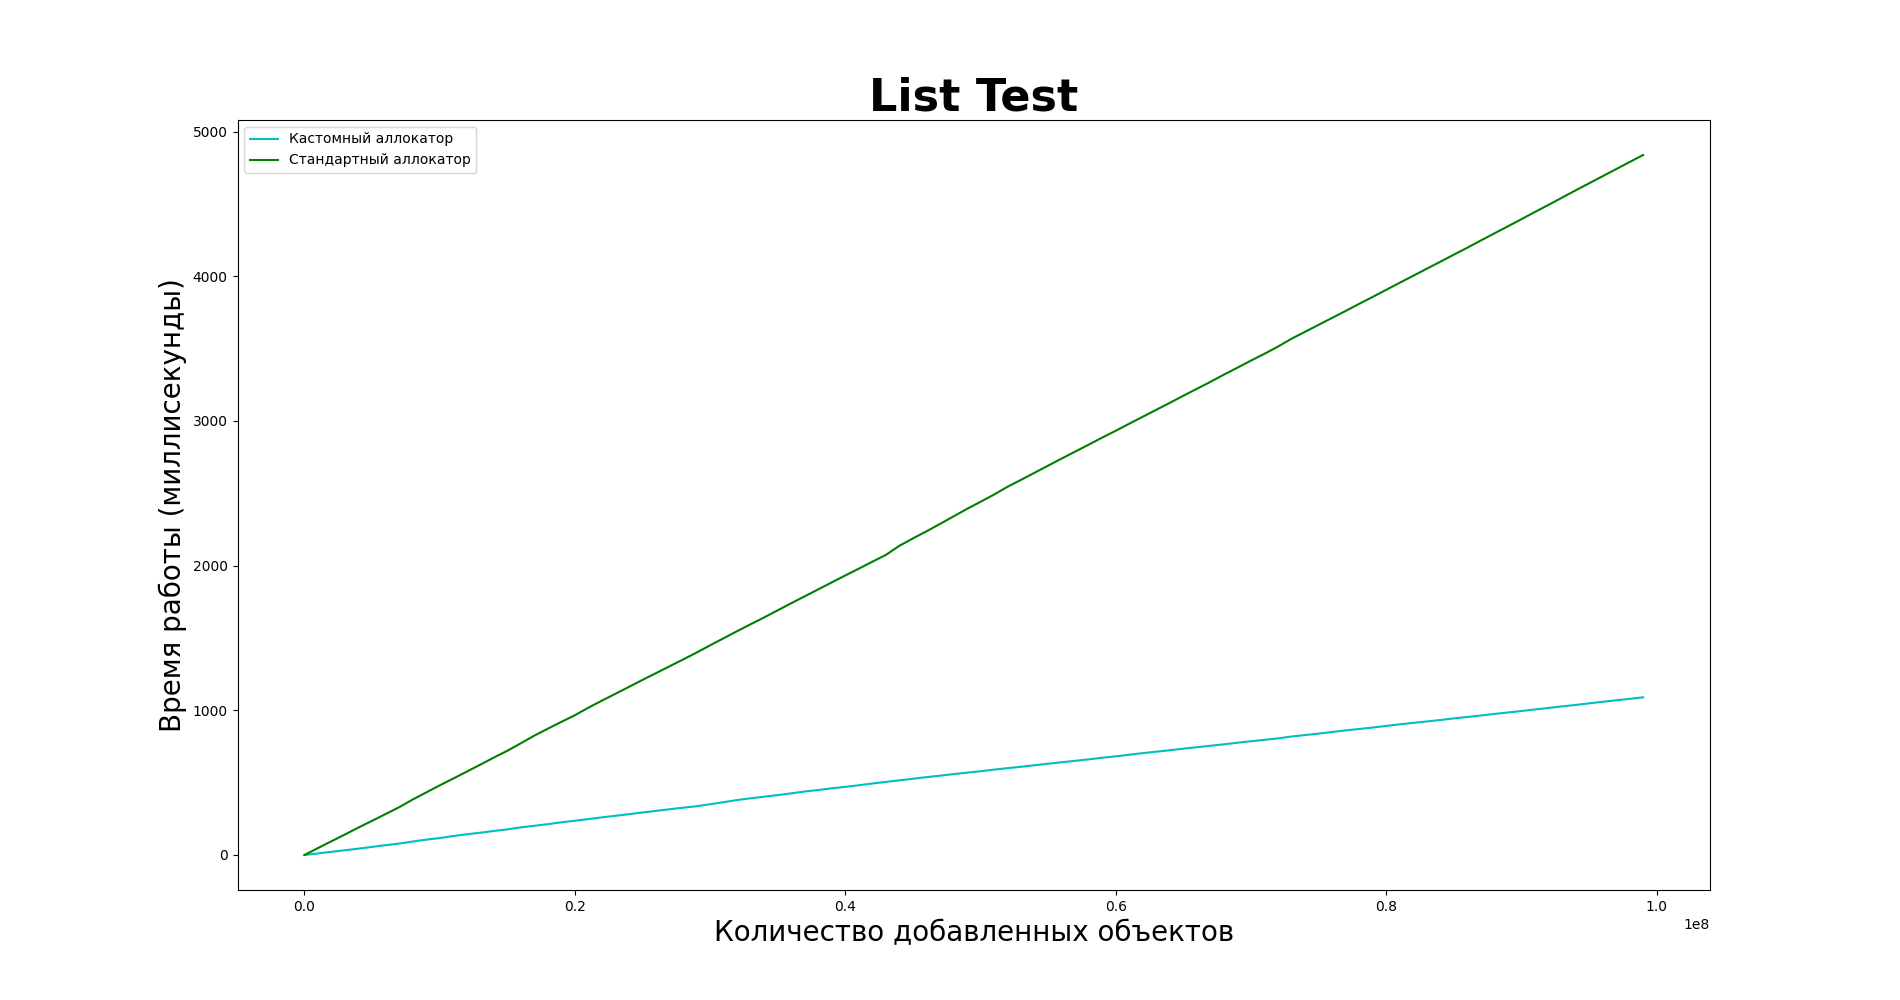 List Test
Кастомный аллокатор
Стандартный аллокатор
Время работы (миллисекунды)
5000
4000
3000
2000
1000
0
0.0 0.2 0.4 0.6 0.8 1.0
1e8
Количество добавленных объектов